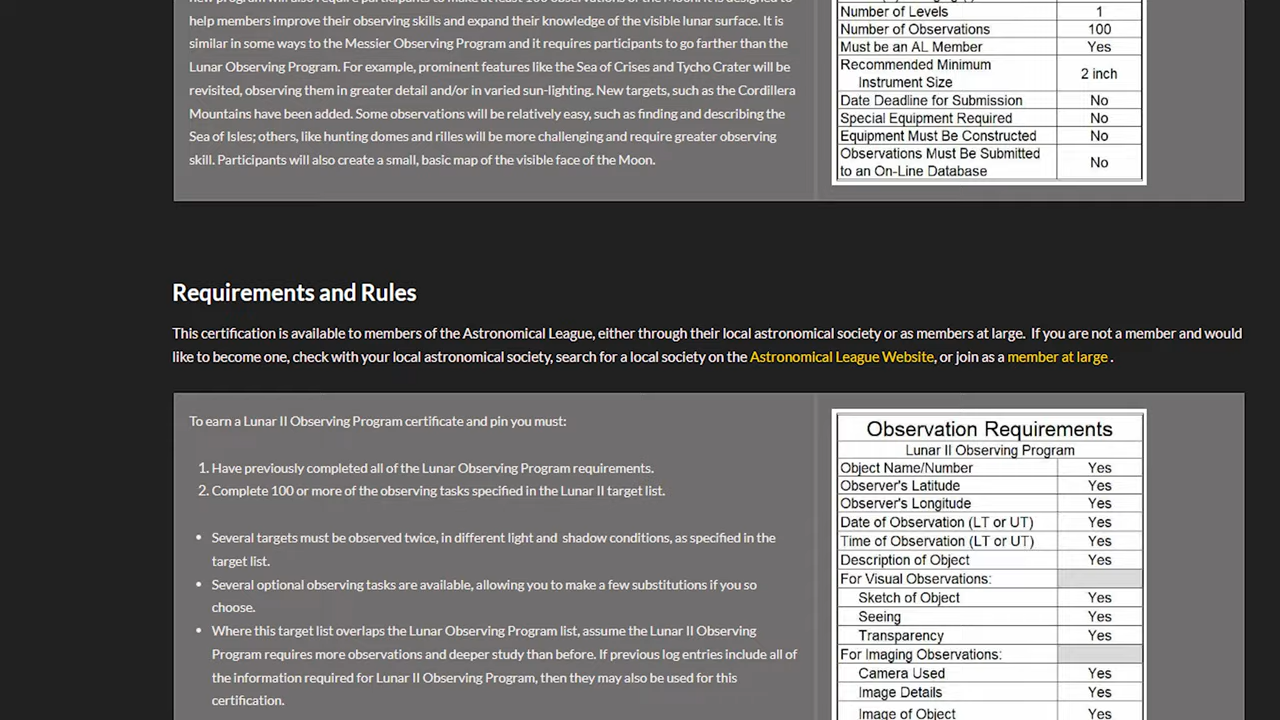 new program will also require participants to make at least 100 observations of the Moon. It is designed to
help members improve their observing skills and expand their knowledge of the visible lunar surface. It is
similar in some ways to the Messier Observing Program and it requires participants to go farther than the
Lunar Observing Program. For example, prominent features like the Sea of Crises and Tycho Crater will be
revisited, observing them in greater detail and/or in varied sun-lighting. New targets, such as the Cordillera
Mountains have been added. Some observations will be relatively easy, such as finding and describing the
Sea of Isles; others, like hunting domes and rilles will be more challenging and require greater observing
skill. Participants will also create a small, basic map of the visible face of the Moon.
Number of Levels 1
Number of Observations 100
Must be an AL Member Yes
Recommended Minimum
Instrument Size 2 inch
Date Deadline for Submission No
Special Equipment Required No
Equipment Must Be Constructed No
Observations Must Be Submitted
to an On-Line Database No
Requirements and Rules
This certification is available to members of the Astronomical League, either through their local astronomical society or as members at large. If you are not a member and would
like to become one, check with your local astronomical society, search for a local society on the Astronomical League Website, or join as a member at large .
To earn a Lunar II Observing Program certificate and pin you must:
1. Have previously completed all of the Lunar Observing Program requirements.
2. Complete 100 or more of the observing tasks specified in the Lunar II target list.
• Several targets must be observed twice, in different light and shadow conditions, as specified in the
target list.
• Several optional observing tasks are available, allowing you to make a few substitutions if you so
choose.
• Where this target list overlaps the Lunar Observing Program list, assume the Lunar II Observing
Program requires more observations and deeper study than before. If previous log entries include all of
the information required for Lunar II Observing Program, then they may also be used for this
certification.
Observation Requirements
Lunar II Observing Program
Object Name/Number Yes
Observer's Latitude Yes
Observer's Longitude Yes
Date of Observation (LT or UT) Yes
Time of Observation (LT or UT) Yes
Description of Object Yes
For Visual Observations:
Sketch of Object Yes
Seeing Yes
Transparency Yes
For Imaging Observations:
Camera Used Yes
Image Details Yes
Image of Object Yes